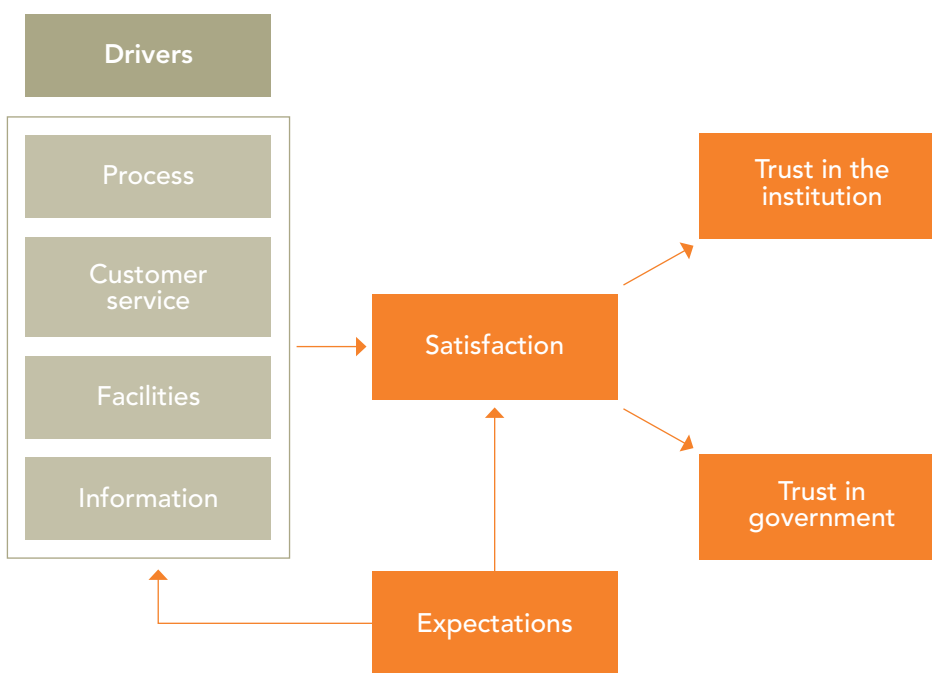 Drivers
Process
Customer
service
Facilities
Information
Satisfaction
Expectations
Trust in the
institution
Trust in
government